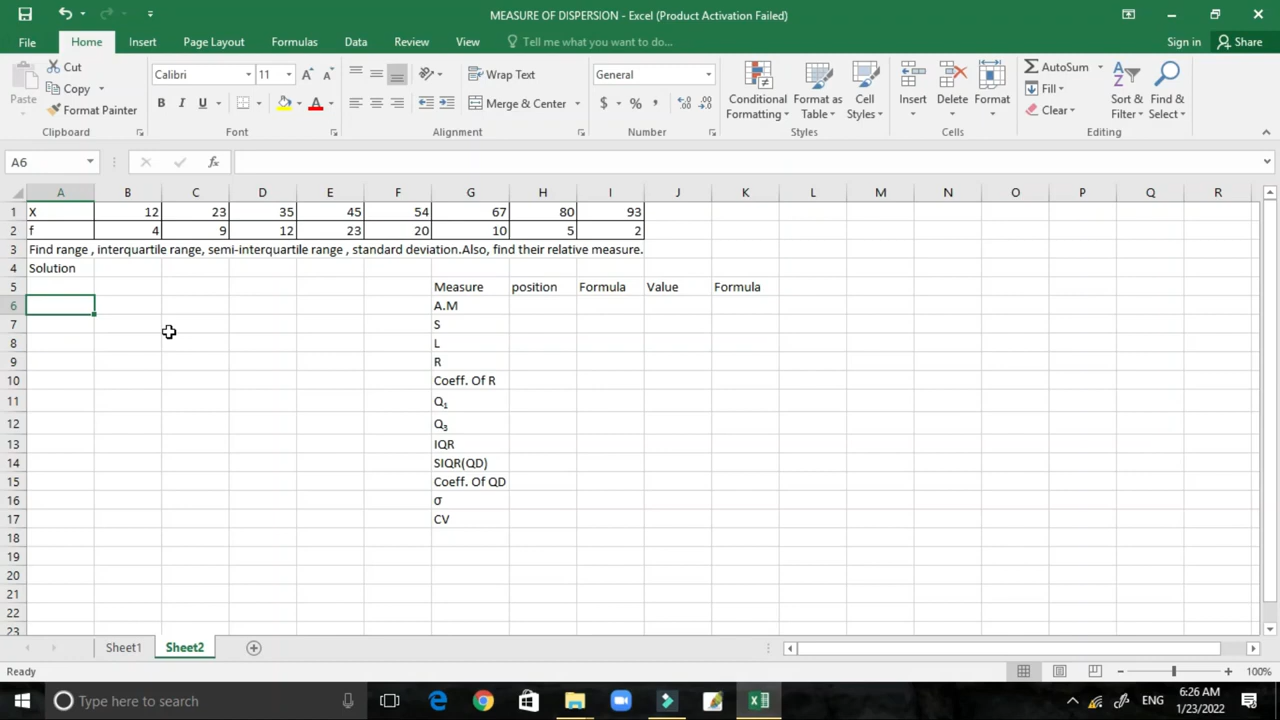 MEASURE OF DISPERSION - Excel (Product Activation Failed)
File Home Insert Page Layout Formulas Data Review View Tell me what you want to do... Sign in Share
Paste
Cut
Copy
Format Painter
Clipboard
Calibri 11
B I U
Font
Wrap Text
Merge & Center
Alignment
General
$ % ,
Number
Conditional Formatting
Format as Table
Cell Styles
Styles
Insert
Delete
Format
Cells
AutoSum
Fill
Clear
Sort & Filter
Find & Select
Editing
A6 fx
A B C D E F G H I J K L M N O P Q R
1 X 12 23 35 45 54 67 80 93
2 f 4 9 12 23 20 10 5 2
3 Find range , interquartile range, semi-interquartile range , standard deviation.Also, find their relative measure.
4 Solution
5 Measure position Formula Value Formula
6 A.M
7 S
8 L
9 R
10 Coeff. Of R
11 Q₁
12 Q₃
13 IQR
14 SIQR(QD)
15 Coeff. Of QD
16 σ
17 CV
18
19
20
21
22
23
Sheet1 Sheet2
Ready 100%
Type here to search
ENG
6:26 AM
1/23/2022